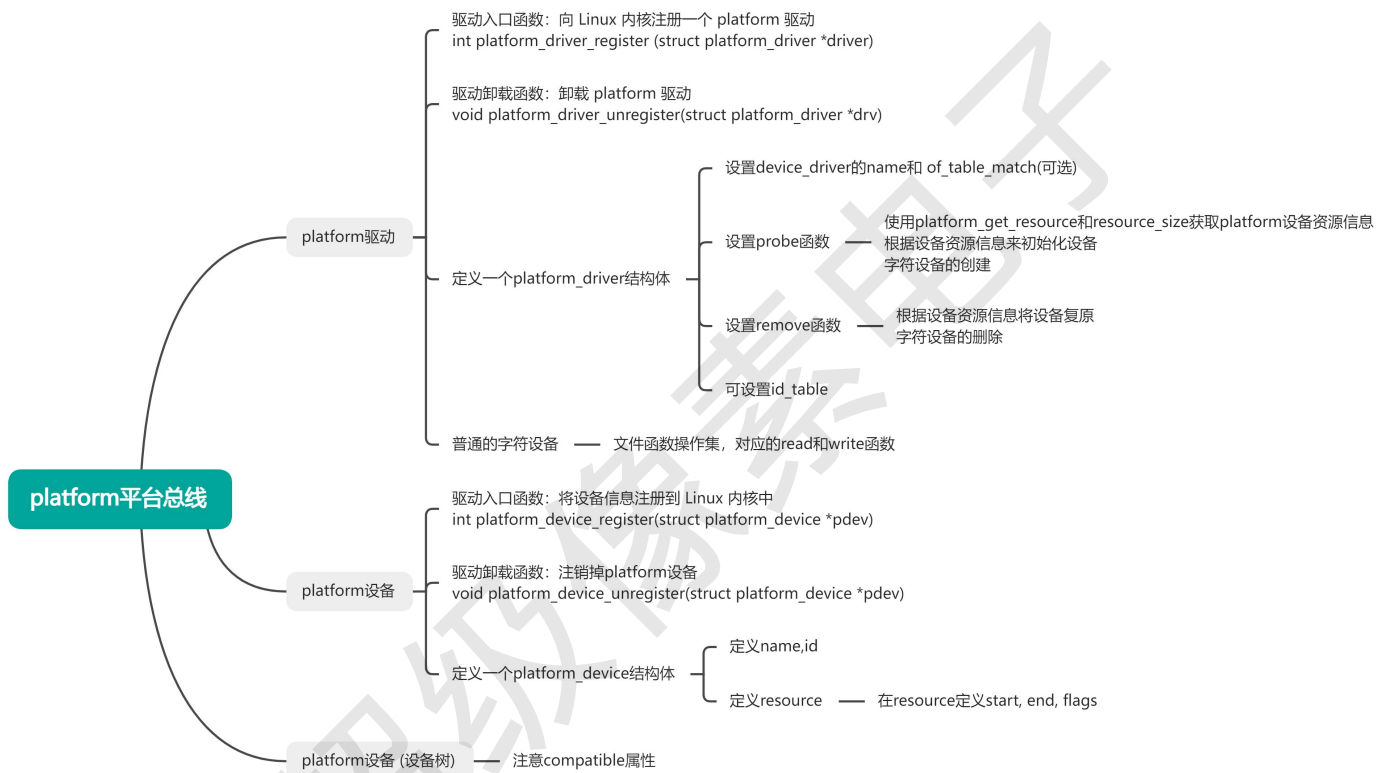 驱动入口函数：向 Linux 内核注册一个 platform 驱动
int platform_driver_register (struct platform_driver *driver)
驱动卸载函数：卸载 platform 驱动
void platform_driver_unregister(struct platform_driver *drv)
设置device_driver的name和 of_table_match(可选)
使用platform_get_resource和resource_size获取platform设备资源信息
platform驱动
设置probe函数
根据设备资源信息来初始化设备
字符设备的创建
定义一个platform_driver结构体
设置remove函数
根据设备资源信息将设备复原
字符设备的删除
可设置id_table
普通的字符设备
文件函数操作集，对应的read和write函数
platform平台总线
驱动入口函数：将设备信息注册到 Linux 内核中
int platform_device_register(struct platform_device *pdev)
驱动卸载函数：注销掉platform设备
void platform_device_unregister(struct platform_device *pdev)
platform设备
定义name,id
定义一个platform_device结构体
定义resource
在resource定义start, end, flags
platform设备 (设备树)
注意compatible属性
超级像素电子